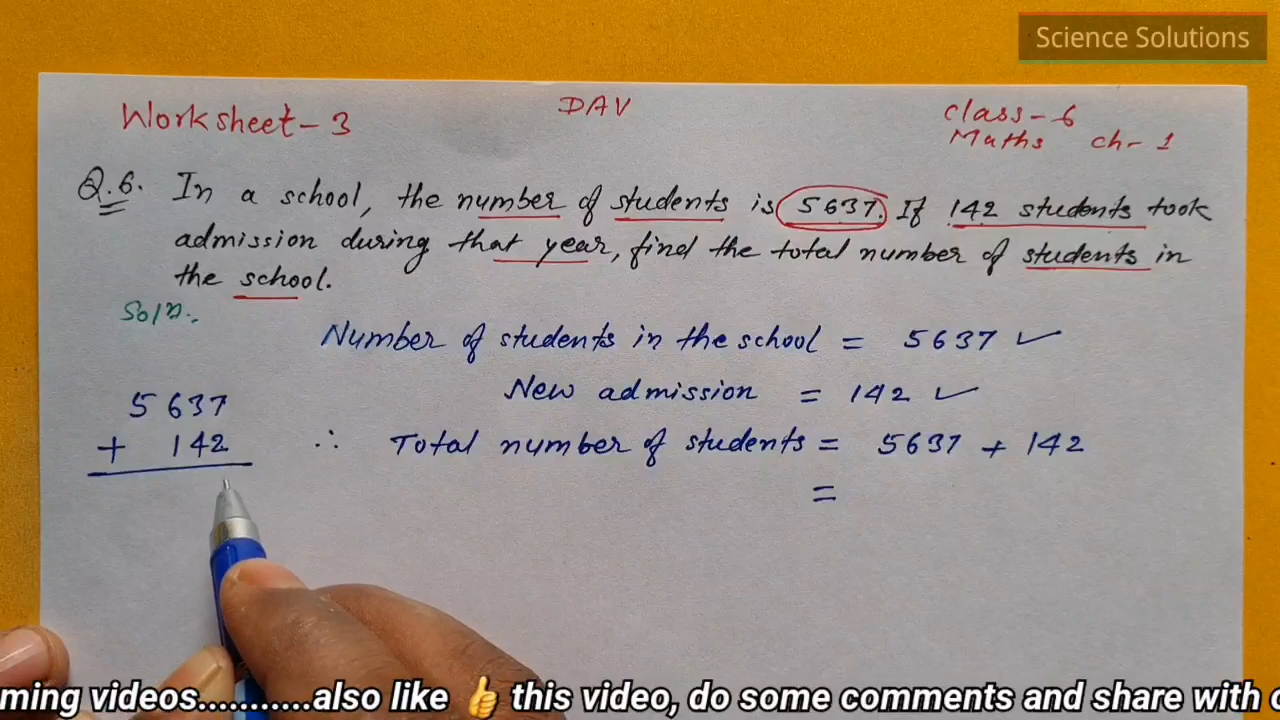 Science Solutions
Worksheet-3 DAV Class-6
Maths Ch-1
Q.6. In a school, the number of students is 5637. If 142 students took
admission during that year, find the total number of students in
the school.
Soln.:
Number of students in the school = 5637 ✓
New admission = 142 ✓
5637
+ 142
∴ Total number of students = 5637 + 142
=
ming videos...........also like 👍 this video, do some comments and share with